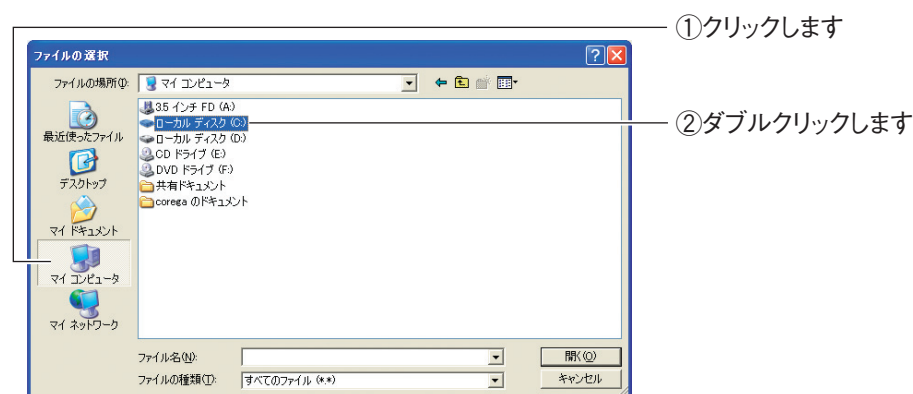 ①クリックします
ファイルの選択
ファイルの場所(I):
マイ コンピュータ
3.5 インチ FD (A:)
ローカル ディスク (C:)
②ダブルクリックします
ローカル ディスク (D:)
CD ドライブ (E:)
DVD ドライブ (F:)
共有ドキュメント
corega のドキュメント
最近使ったファイル
デスクトップ
マイ ドキュメント
マイ コンピュータ
マイ ネットワーク
ファイル名(N):
開く(O)
ファイルの種類(T):
すべてのファイル (*.*)
キャンセル